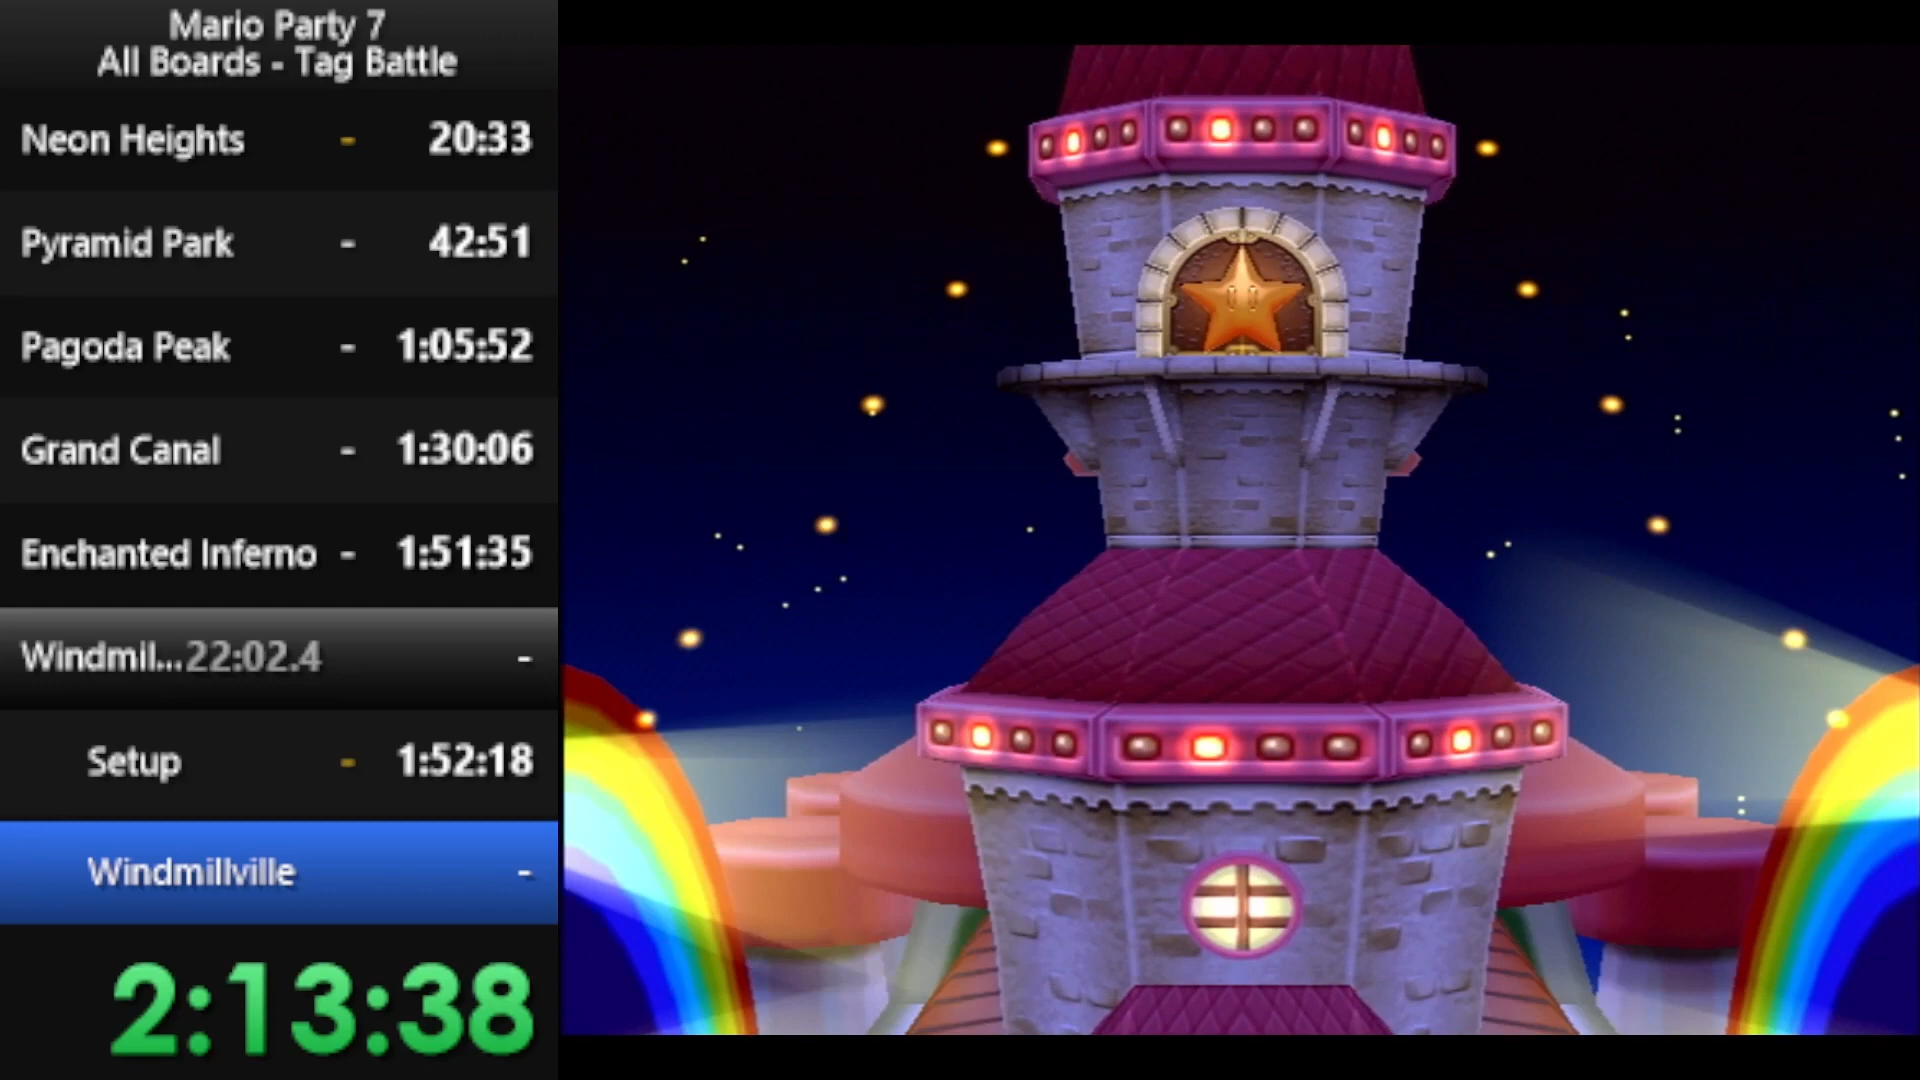 Mario Party 7
All Boards - Tag Battle
Neon Heights - 20:33
Pyramid Park - 42:51
Pagoda Peak - 1:05:52
Grand Canal - 1:30:06
Enchanted Inferno - 1:51:35
Windmil... 22:02.4 -
Setup - 1:52:18
Windmillville -
2:13:38